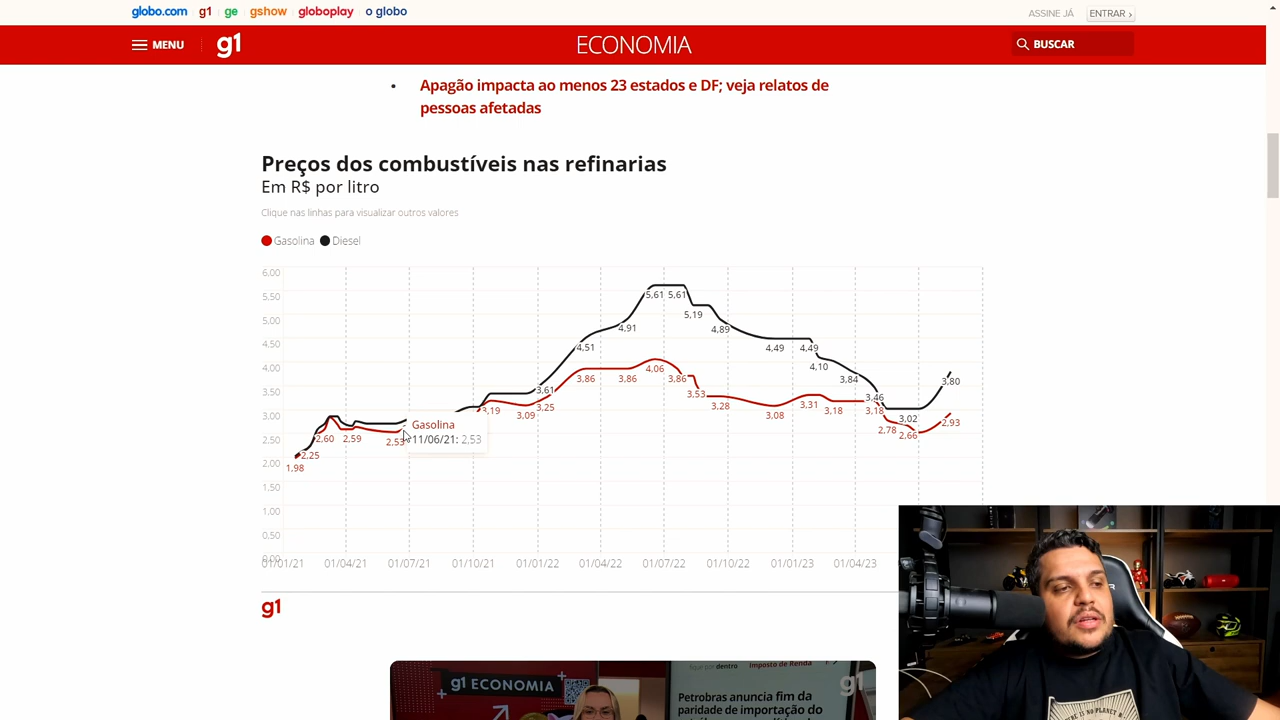 globo.com g1 ge gshow globoplay o globo ASSINE JÁ ENTRAR ›
MENU g1 ECONOMIA BUSCAR
• Apagão impacta ao menos 23 estados e DF; veja relatos de
pessoas afetadas
Preços dos combustíveis nas refinarias
Em R$ por litro
Clique nas linhas para visualizar outros valores
Gasolina Diesel
6,00
5,50
5,00
4,50
4,00
3,50
3,00
2,50
2,00
1,50
1,00
0,50
0,00
5,61 5,61
5,19
4,91
4,89
4,51
4,49 4,49
4,10
3,84
3,61
3,46
3,80
3,02
4,06
3,86 3,86 3,86
3,53
3,28
3,19
3,09
3,25
3,08
3,31
3,18
3,18
2,78
2,66
2,93
2,60
2,59
2,53
2,25
1,98
Gasolina
11/06/21: 2,53
01/01/21 01/04/21 01/07/21 01/10/21 01/01/22 01/04/22 01/07/22 01/10/22 01/01/23 01/04/23
g1
g1 ECONOMIA
dentro
Imposto de Renda
g1
Petrobras anuncia fim da
paridade de importação do